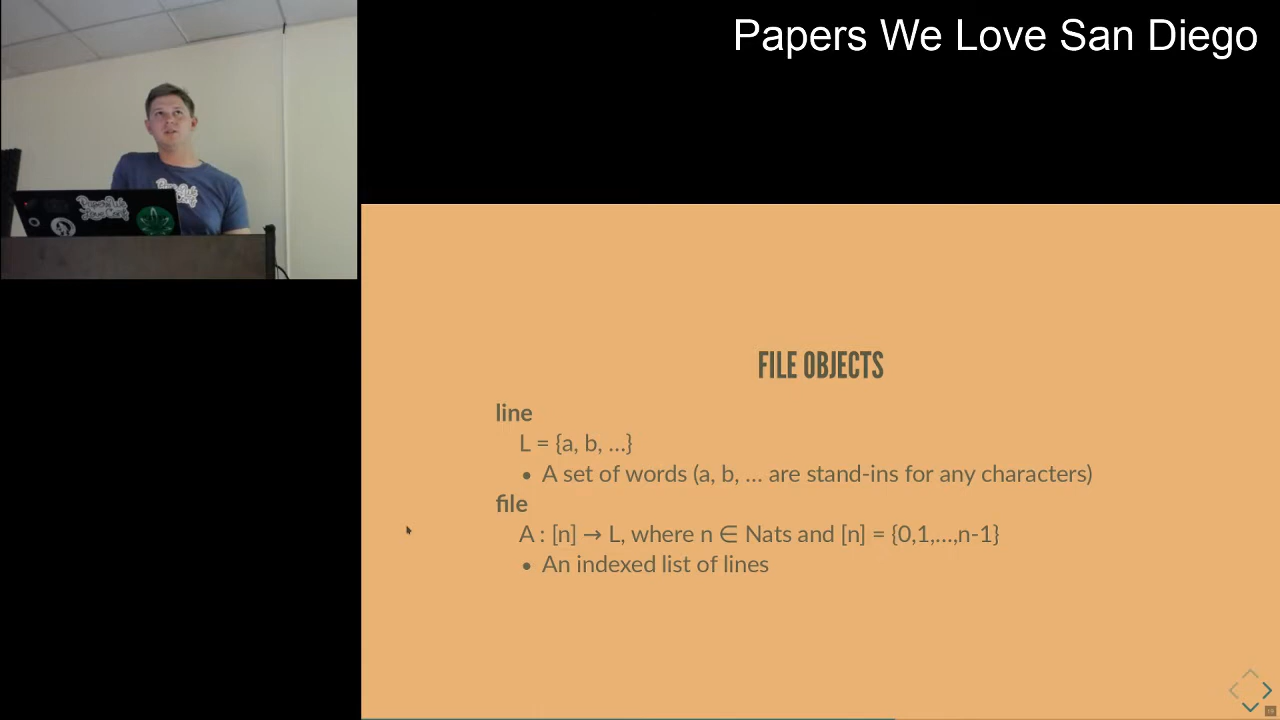 Papers We Love San Diego
FILE OBJECTS
line
L = {a, b, ...}
• A set of words (a, b, ... are stand-ins for any characters)
file
A : [n] → L, where n ∈ Nats and [n] = {0,1,...,n-1}
• An indexed list of lines